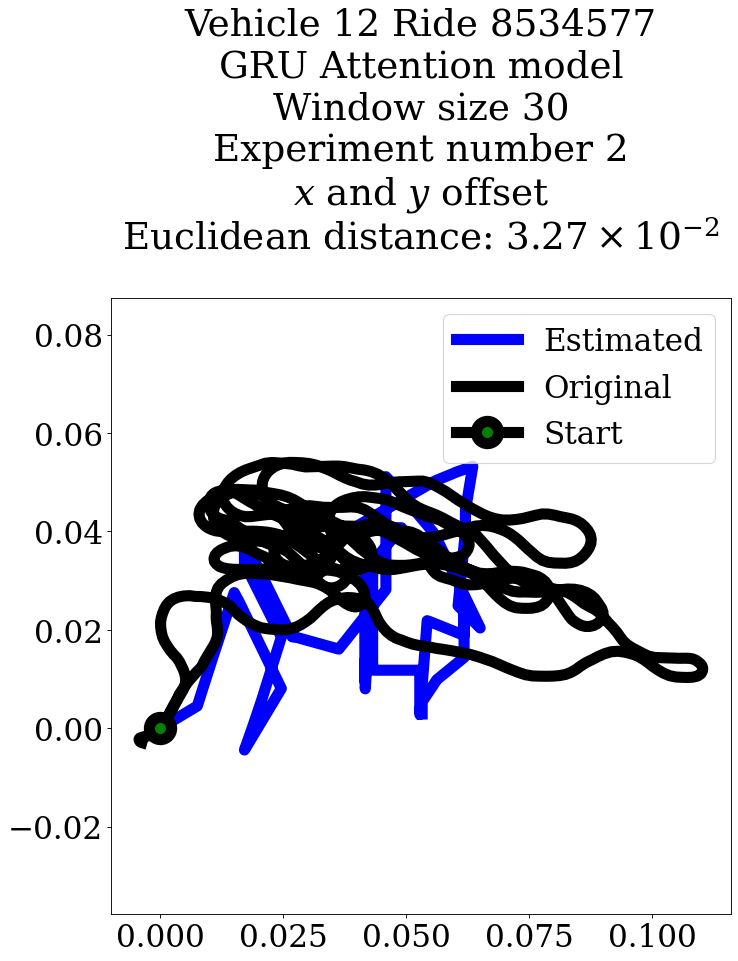 Vehicle 12 Ride 8534577
GRU Attention model
Window size 30
Experiment number 2
x and y offset
Euclidean distance: 3.27 × 10⁻²
Estimated
Original
Start
0.08
0.06
0.04
0.02
0.00
−0.02
0.000 0.025 0.050 0.075 0.100